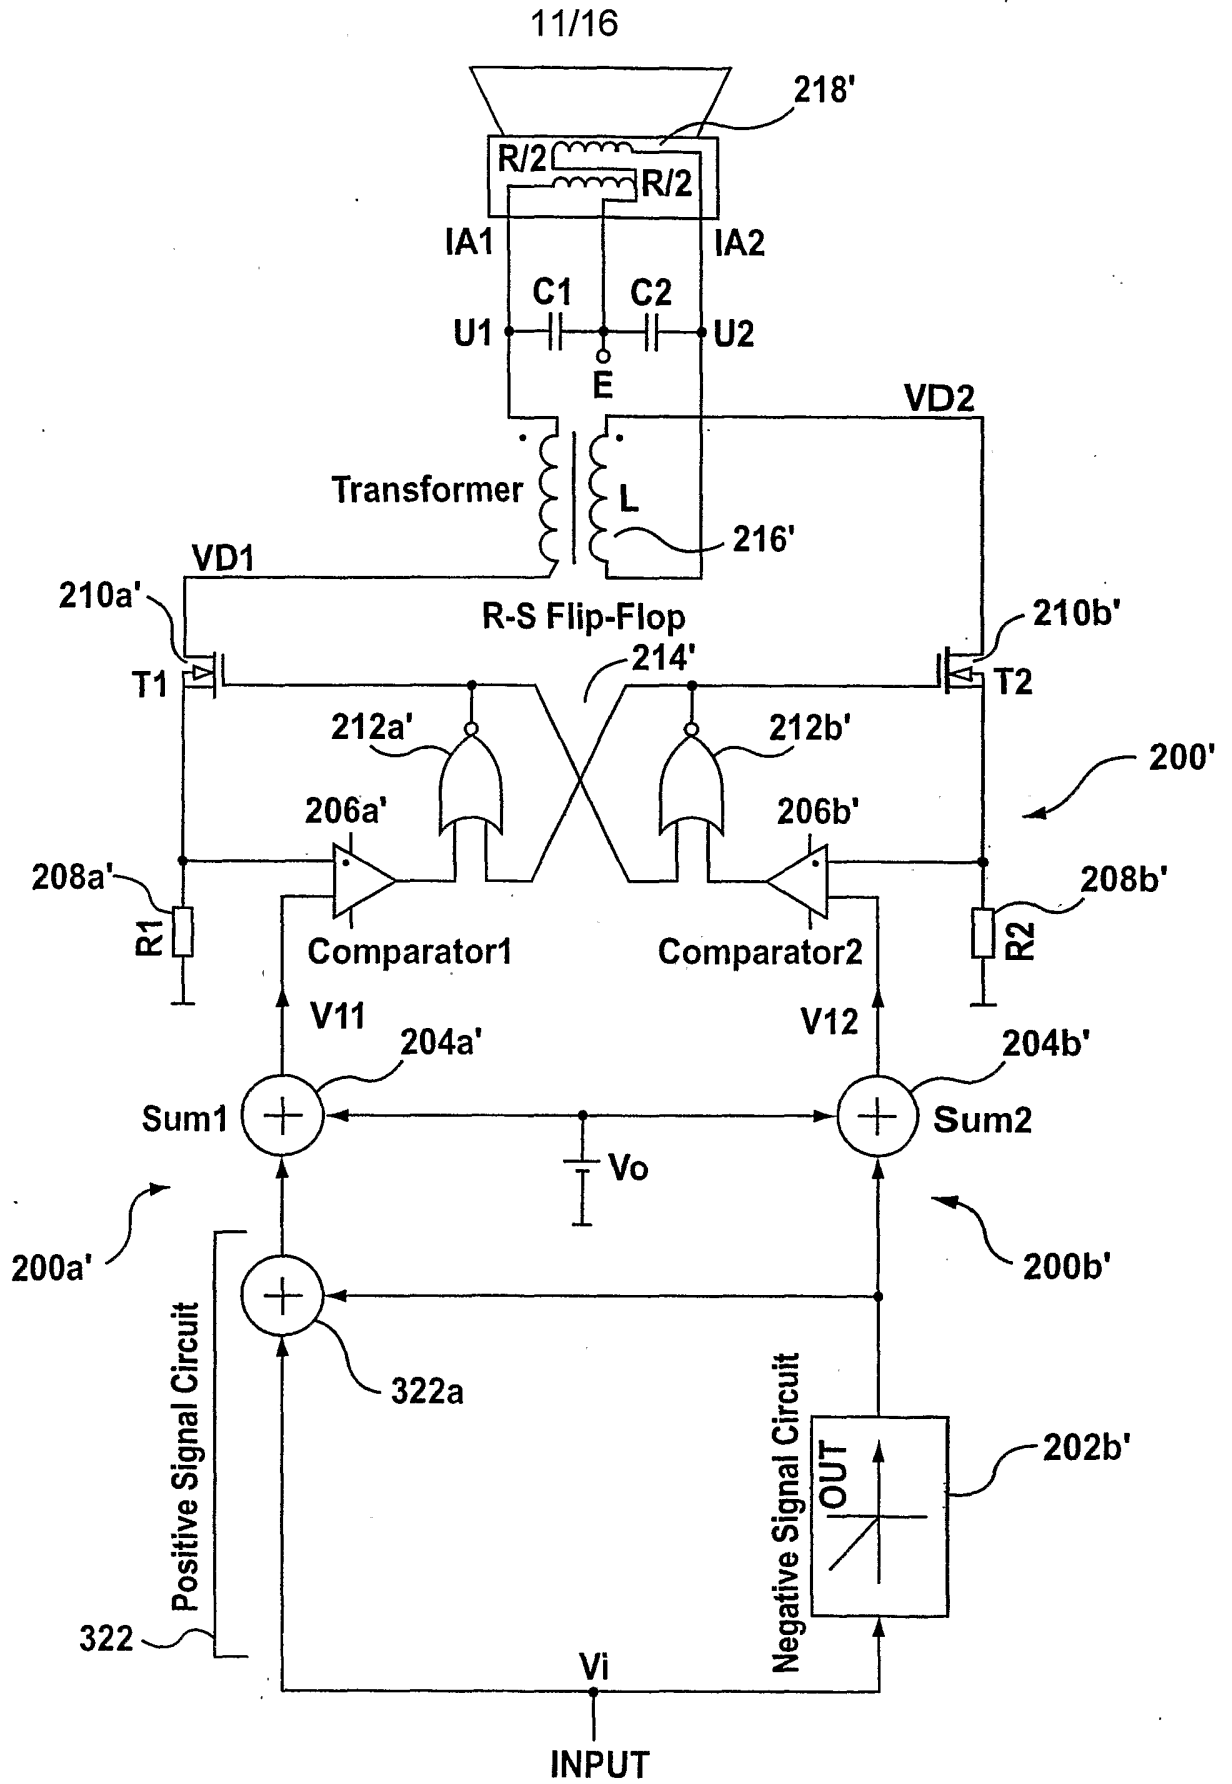 11/16
218'
R/2
R/2
IA1
IA2
C1
C2
U1
U2
E
VD2
Transformer
L
216'
VD1
210a'
R-S Flip-Flop
210b'
214'
T1
T2
212a'
212b'
200'
206a'
206b'
208a'
208b'
R1
R2
Comparator1
Comparator2
V11
V12
204a'
204b'
Sum1
Sum2
Vo
200a'
200b'
Positive Signal Circuit
322a
Negative Signal Circuit
OUT
202b'
322
Vi
INPUT